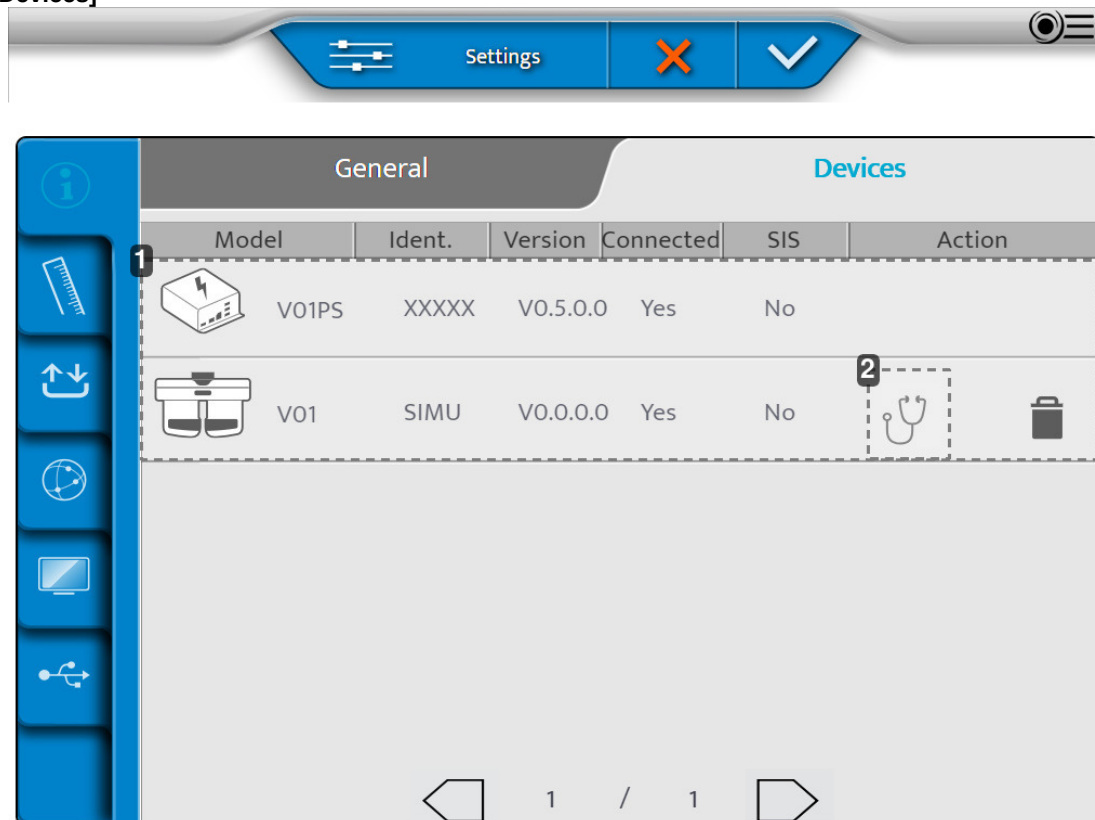 Devices]
Settings
General Devices
Model Ident. Version Connected SIS Action
1
V01PS XXXXX V0.5.0.0 Yes No
2
V01 SIMU V0.0.0.0 Yes No
1 / 1